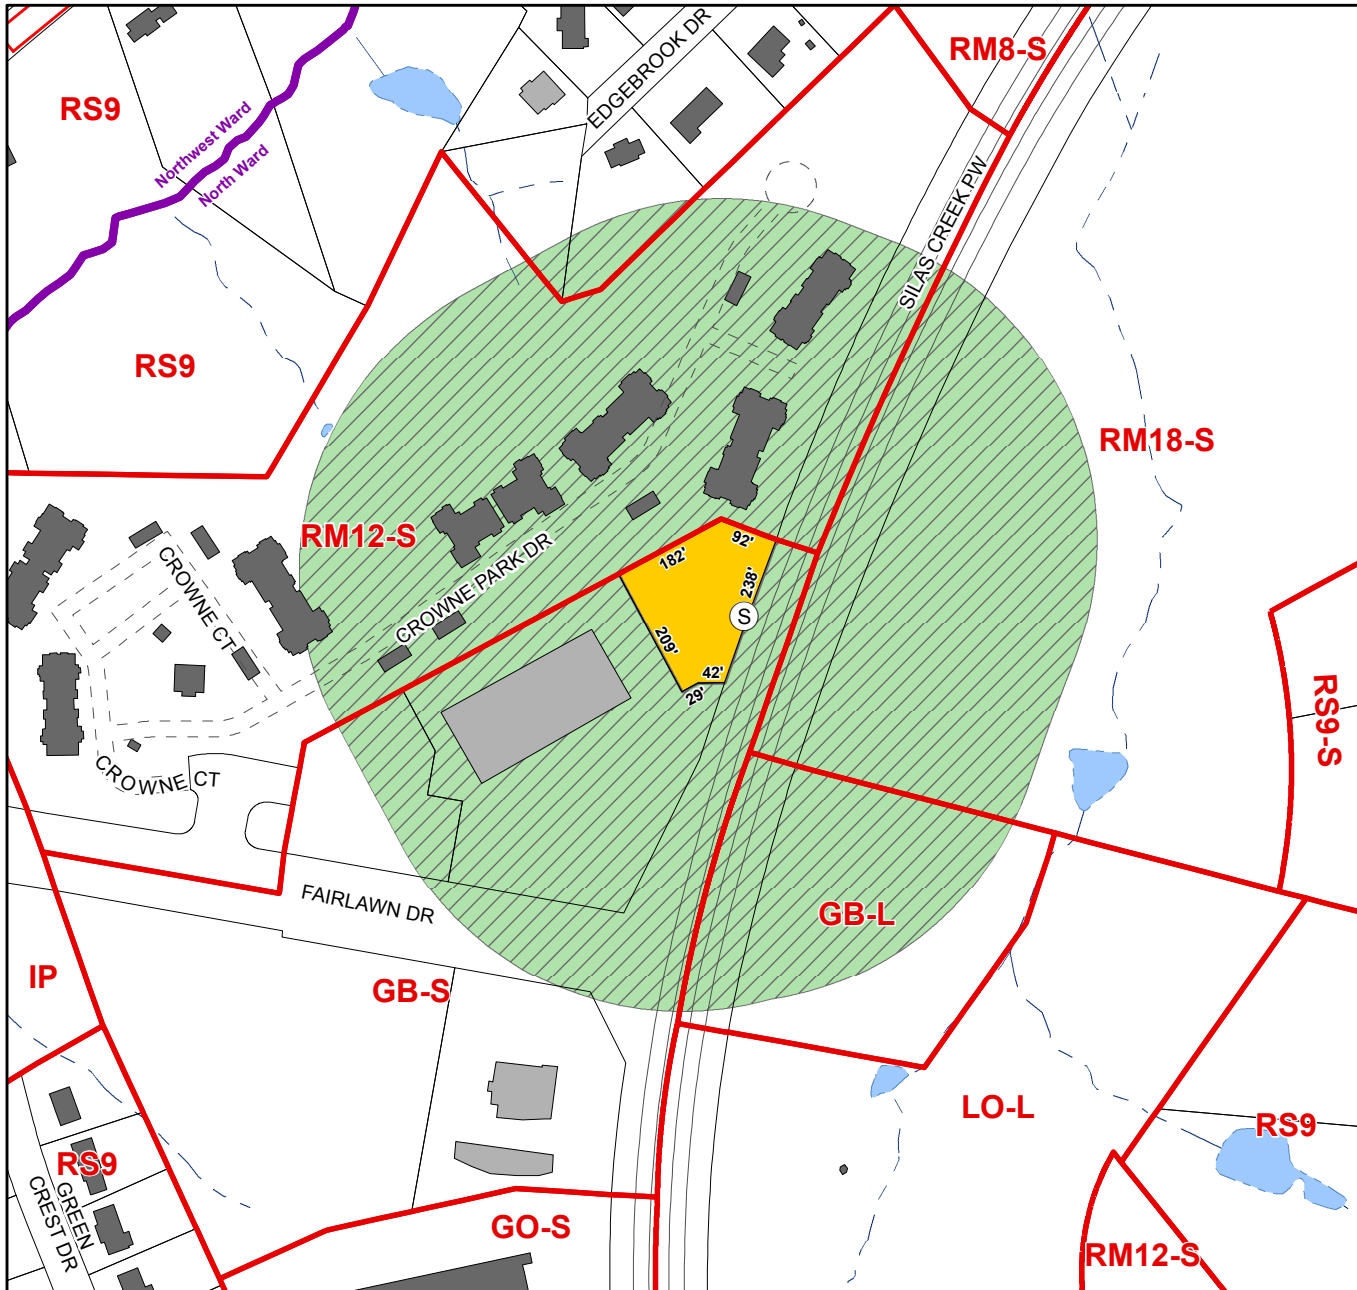 RM8-S
EDGEBROOK DR
RS9
Northwest Ward
North Ward
SILAS CREEK PW
RS9
RM18-S
RM12-S
92'
182'
238'
CROWNE PARK DR
CROWNE CT
S
209'
42'
29'
RS9-S
CROWNE CT
FAIRLAWN DR
GB-L
IP
GB-S
LO-L
RS9
RS9
GREEN
CREST DR
GO-S
RM12-S